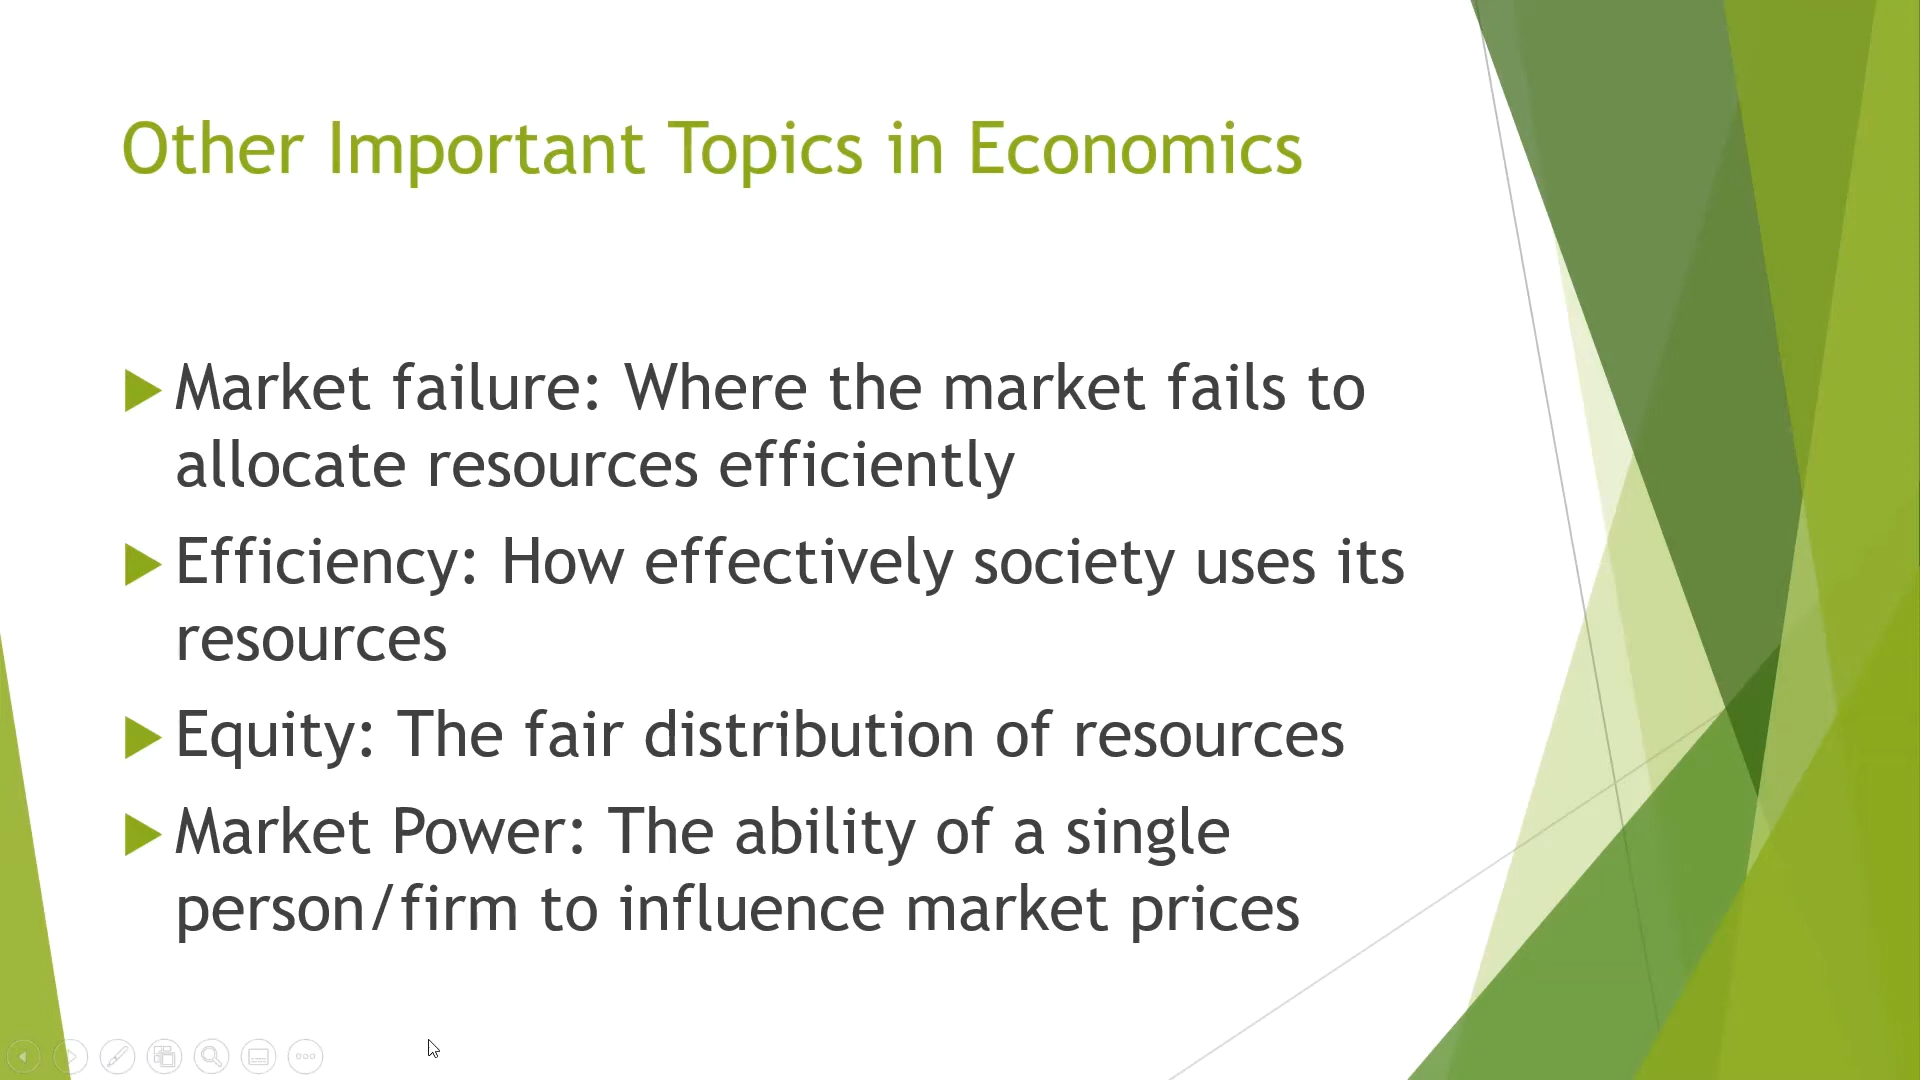 Other Important Topics in Economics
Market failure: Where the market fails to
allocate resources efficiently
Efficiency: How effectively society uses its
resources
Equity: The fair distribution of resources
Market Power: The ability of a single
person/firm to influence market prices